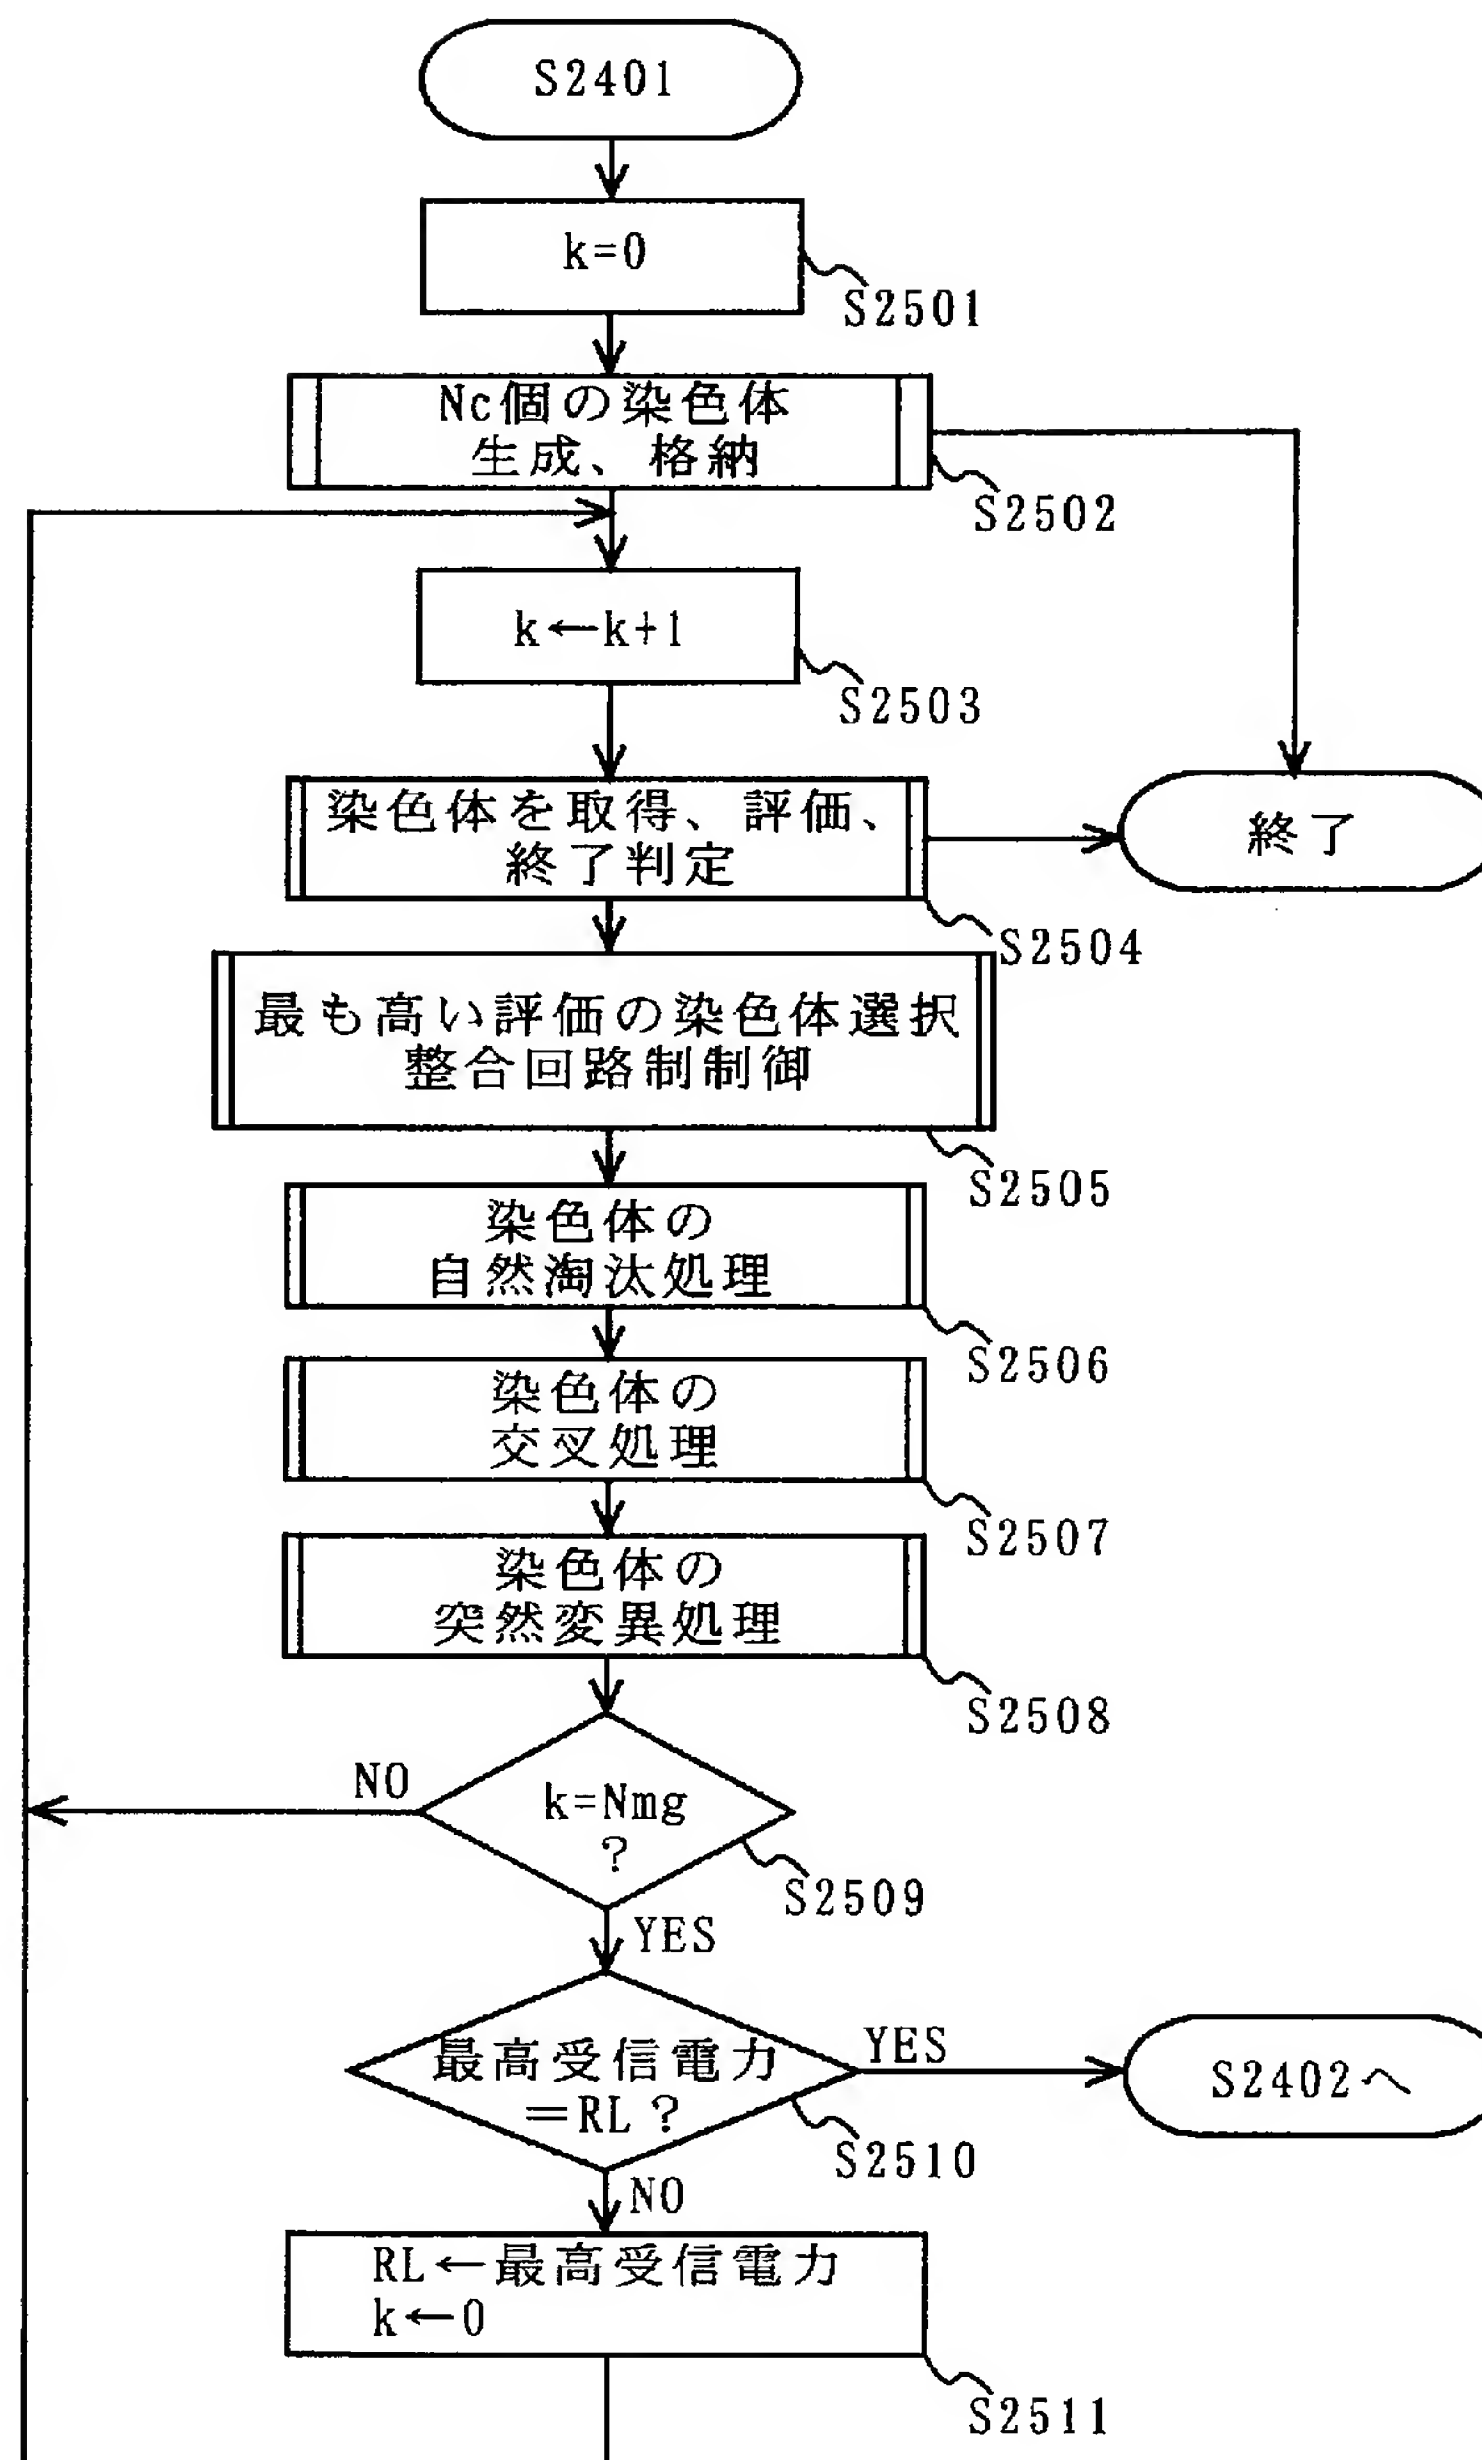 S2401
k=0
S2501
Nc個の染色体
生成、格納
S2502
k←k+1
S2503
染色体を取得、評価、
終了判定
終了
S2504
最も高い評価の染色体選択
整合回路制制御
S2505
染色体の
自然淘汰処理
S2506
染色体の
交叉処理
S2507
染色体の
突然変異処理
S2508
NO
k=Nmg
?
S2509
YES
最高受信電力
=RL?
YES
S2402へ
S2510
NO
RL←最高受信電力
k←0
S2511